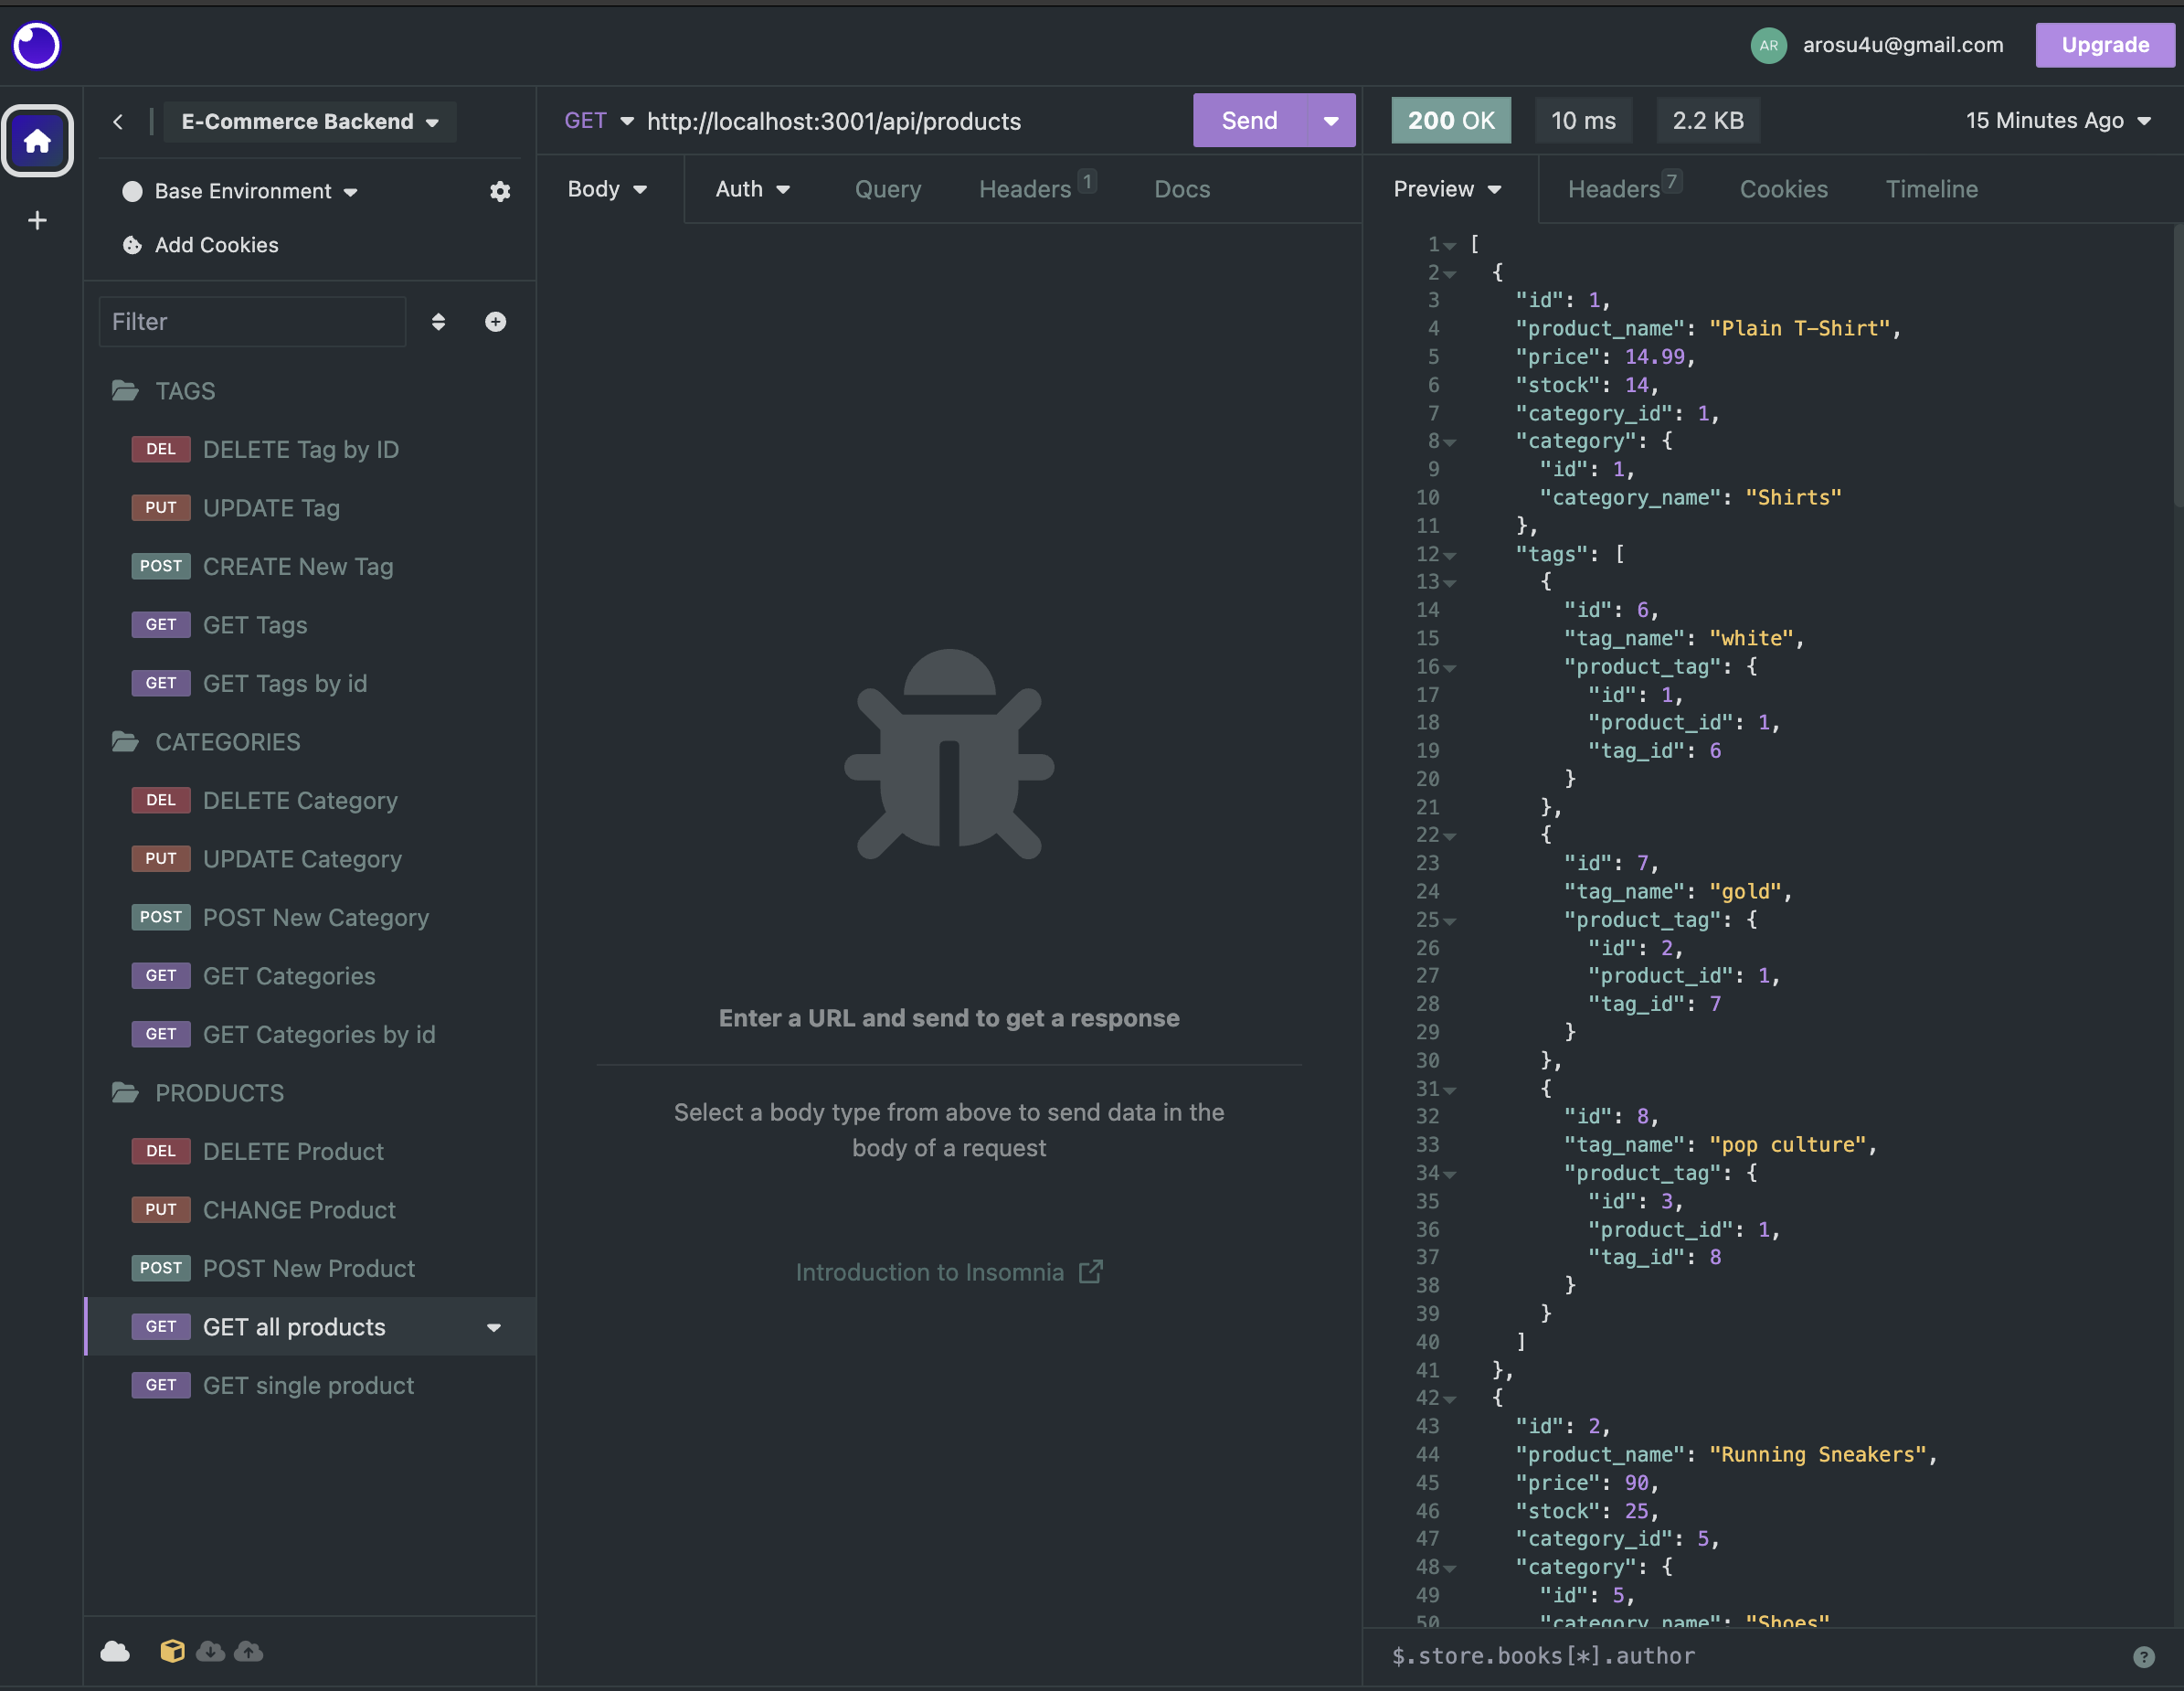 AR arosu4u@gmail.com Upgrade
E-Commerce Backend
Base Environment
Add Cookies
Filter
TAGS
DEL DELETE Tag by ID
PUT UPDATE Tag
POST CREATE New Tag
GET GET Tags
GET GET Tags by id
CATEGORIES
DEL DELETE Category
PUT UPDATE Category
POST POST New Category
GET GET Categories
GET GET Categories by id
PRODUCTS
DEL DELETE Product
PUT CHANGE Product
POST POST New Product
GET GET all products
GET GET single product
GET http://localhost:3001/api/products Send
Body Auth Query Headers 1 Docs
Enter a URL and send to get a response
Select a body type from above to send data in the
body of a request
Introduction to Insomnia
200 OK 10 ms 2.2 KB 15 Minutes Ago
Preview Headers 7 Cookies Timeline
1 [
2 {
3 "id": 1,
4 "product_name": "Plain T-Shirt",
5 "price": 14.99,
6 "stock": 14,
7 "category_id": 1,
8 "category": {
9 "id": 1,
10 "category_name": "Shirts"
11 },
12 "tags": [
13 {
14 "id": 6,
15 "tag_name": "white",
16 "product_tag": {
17 "id": 1,
18 "product_id": 1,
19 "tag_id": 6
20 }
21 },
22 {
23 "id": 7,
24 "tag_name": "gold",
25 "product_tag": {
26 "id": 2,
27 "product_id": 1,
28 "tag_id": 7
29 }
30 },
31 {
32 "id": 8,
33 "tag_name": "pop culture",
34 "product_tag": {
35 "id": 3,
36 "product_id": 1,
37 "tag_id": 8
38 }
39 }
40 ]
41 },
42 {
43 "id": 2,
44 "product_name": "Running Sneakers",
45 "price": 90,
46 "stock": 25,
47 "category_id": 5,
48 "category": {
49 "id": 5,
50 "category_name": "Shoes"
$.store.books[*].author